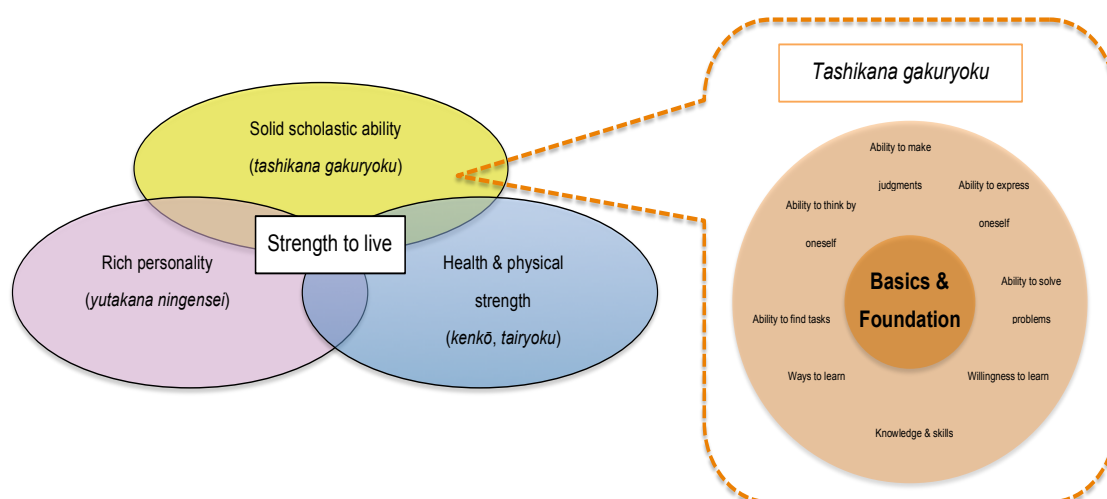 Solid scholastic ability
(tashikana gakuryoku)
Strength to live
Rich personality
(yutakana ningensei)
Health & physical
strength
(kenkō, tairyoku)
Tashikana gakuryoku
Ability to make
judgments
Ability to express
oneself
Ability to think by
oneself
Ability to solve
problems
Basics &
Foundation
Ability to find tasks
Ways to learn
Willingness to learn
Knowledge & skills